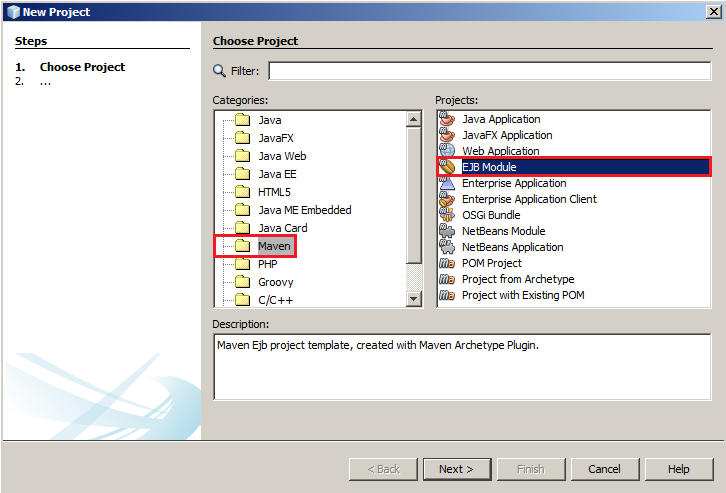 New Project
Steps
1. Choose Project
2. ...
Choose Project
Filter:
Categories:
Java
JavaFX
Java Web
Java EE
HTML5
Java ME Embedded
Java Card
Maven
PHP
Groovy
C/C++
Projects:
Java Application
JavaFX Application
Web Application
EJB Module
Enterprise Application
Enterprise Application Client
OSGi Bundle
NetBeans Module
NetBeans Application
POM Project
Project from Archetype
Project with Existing POM
Description:
Maven Ejb project template, created with Maven Archetype Plugin.
< Back
Next >
Finish
Cancel
Help